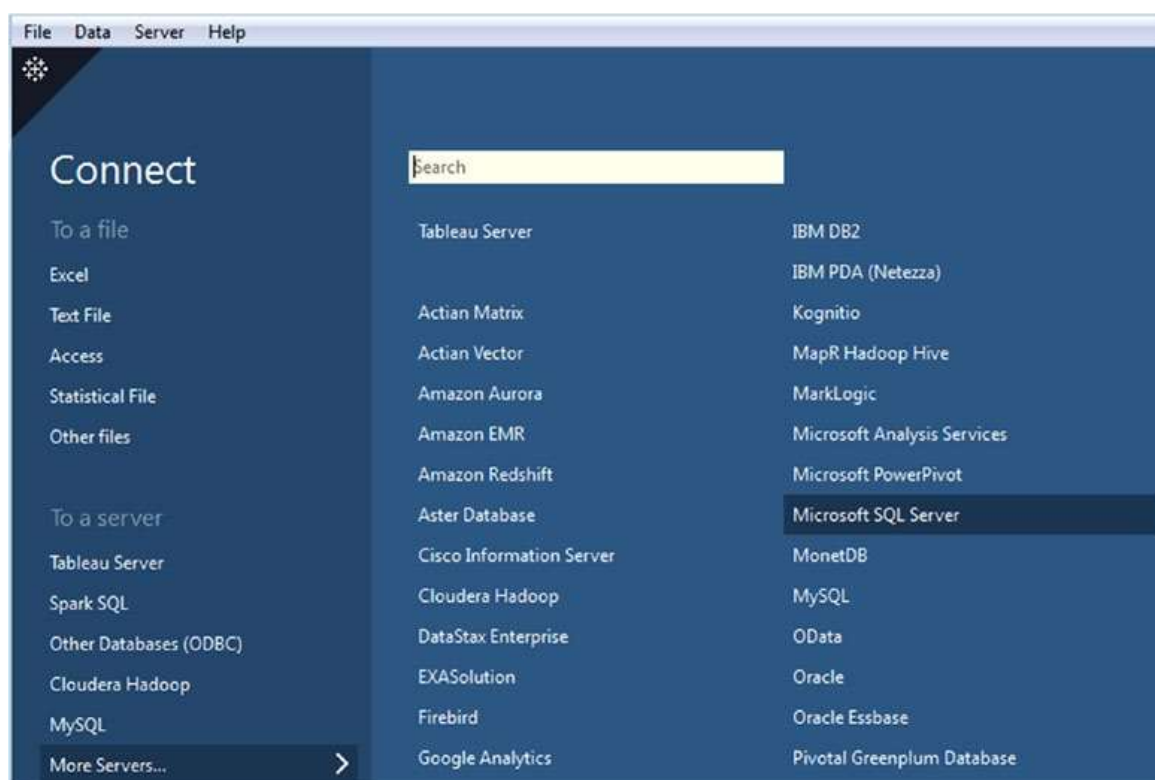 File Data Server Help
Connect
To a file
Excel
Text File
Access
Statistical File
Other files
To a server
Tableau Server
Spark SQL
Other Databases (ODBC)
Cloudera Hadoop
MySQL
More Servers...
Search
Tableau Server
Actian Matrix
Actian Vector
Amazon Aurora
Amazon EMR
Amazon Redshift
Aster Database
Cisco Information Server
Cloudera Hadoop
DataStax Enterprise
EXASolution
Firebird
Google Analytics
IBM DB2
IBM PDA (Netezza)
Kognitio
MapR Hadoop Hive
MarkLogic
Microsoft Analysis Services
Microsoft PowerPivot
Microsoft SQL Server
MonetDB
MySQL
OData
Oracle
Oracle Essbase
Pivotal Greenplum Database